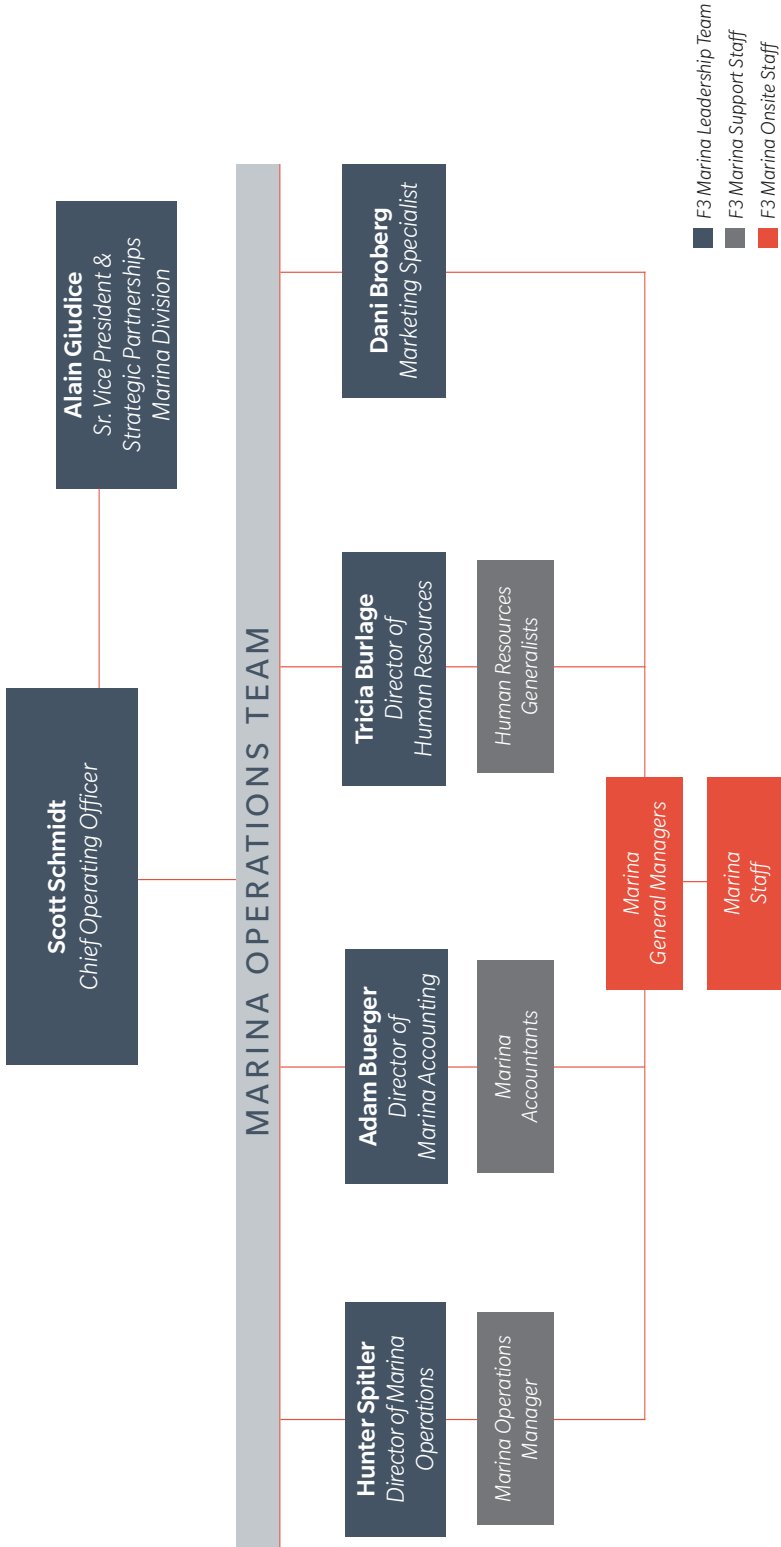 Scott Schmidt
Chief Operating Officer
Alain Giudice
Sr. Vice President &
Strategic Partnerships
Marina Division
MARINA OPERATIONS TEAM
Hunter Spitler
Director of Marina
Operations
Marina Operations
Manager
Adam Buerger
Director of
Marina Accounting
Marina
Accountants
Tricia Burlage
Director of
Human Resources
Human Resources
Generalists
Dani Broberg
Marketing Specialist
Marina
General Managers
Marina
Staff
F3 Marina Leadership Team
F3 Marina Support Staff
F3 Marina Onsite Staff